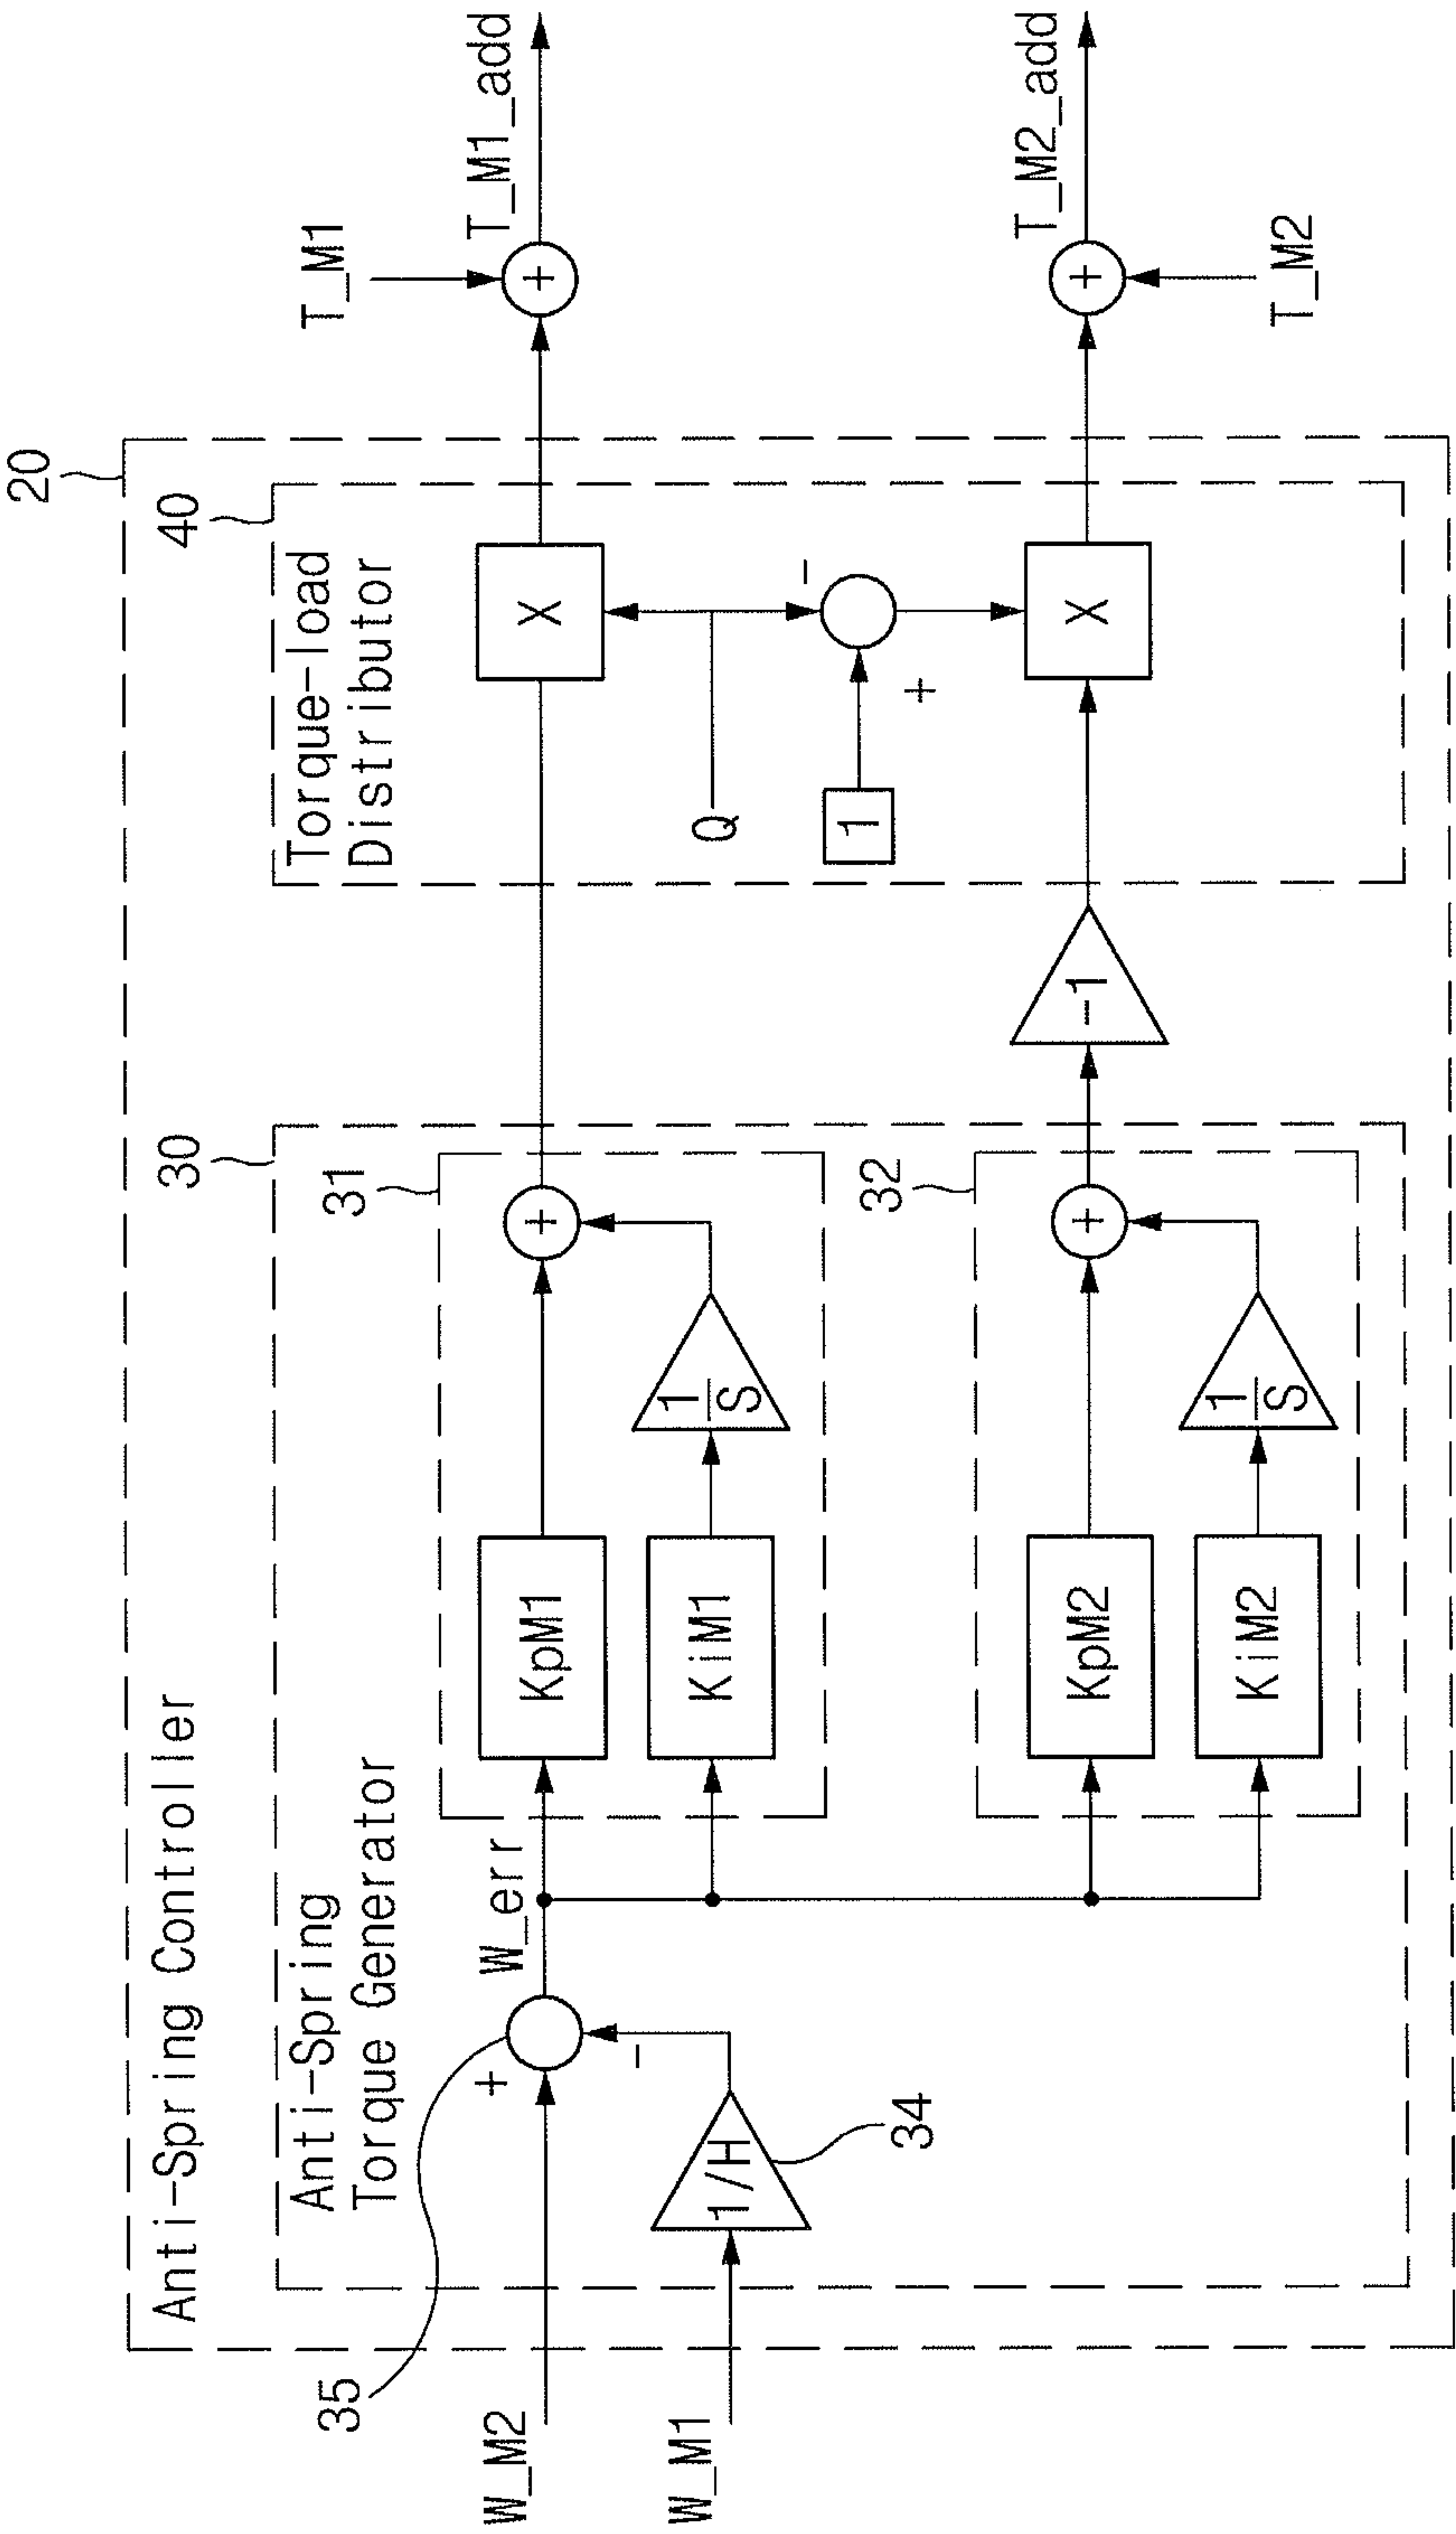 20
Anti-Spring Controller
30
Anti-Spring
Torque Generator
40
Torque-load
Distributor
35
W_M2
W_M1
+
-
1/H
34
W_err
31
KpM1
KiM1
1
S
+
32
KpM2
KiM2
1
S
+
-1
X
Q
1
+
-
X
T_M1
+
T_M1_add
T_M2
+
T_M2_add